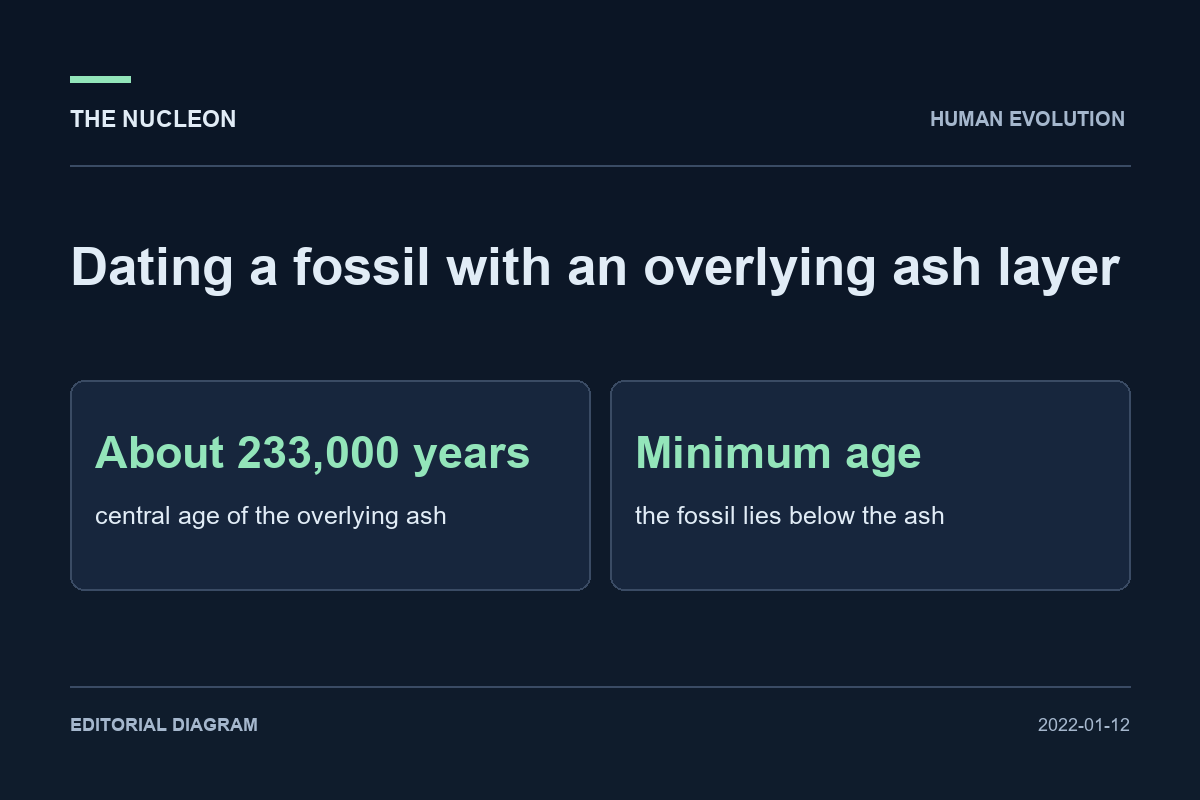 THE NUCLEON
HUMAN EVOLUTION
Dating a fossil with an overlying ash layer
About 233,000 years
central age of the overlying ash
Minimum age
the fossil lies below the ash
EDITORIAL DIAGRAM
2022-01-12